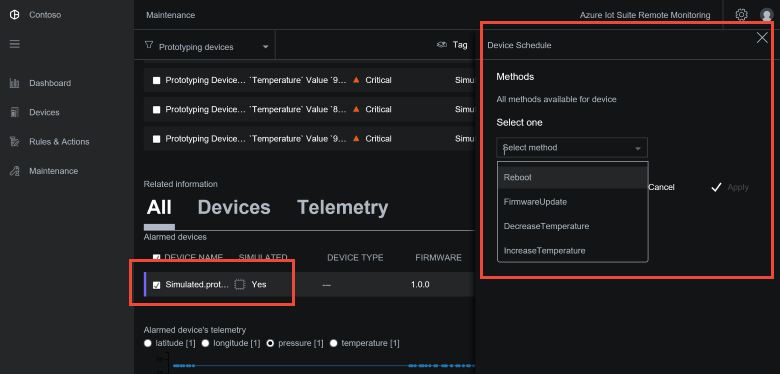 Contoso
Maintenance
Azure Iot Suite Remote Monitoring
Prototyping devices
Tag
Device Schedule
Dashboard
Devices
Rules & Actions
Maintenance
Prototyping Device... `Temperature` Value `9... Critical Simu
Prototyping Device... `Temperature` Value `8... Critical Simu
Prototyping Device... `Temperature` Value `9... Critical Simu
Related information
All Devices Telemetry
Alarmed devices
DEVICE NAME SIMULATED DEVICE TYPE FIRMWARE
Simulated.prot... Yes — 1.0.0
Alarmed device's telemetry
latitude [1] longitude [1] pressure [1] temperature [1]
Methods
All methods available for device
Select one
Select method
Reboot
FirmwareUpdate
DecreaseTemperature
IncreaseTemperature
Cancel Apply